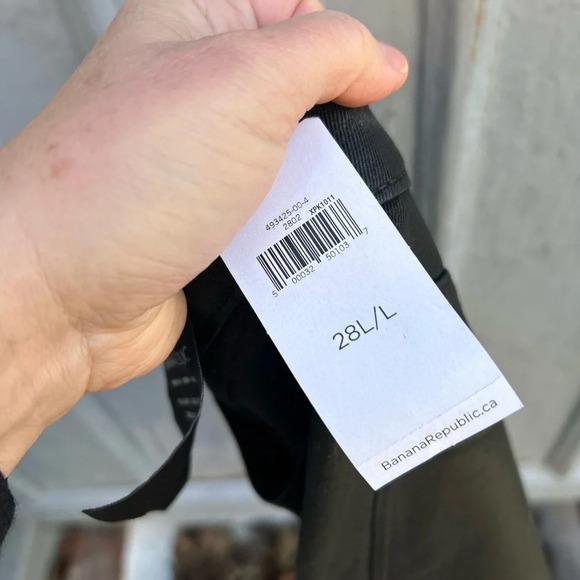 493425-00-4
2802 XPK1011
5 00032 50103 7
28L/L
BananaRepublic.ca